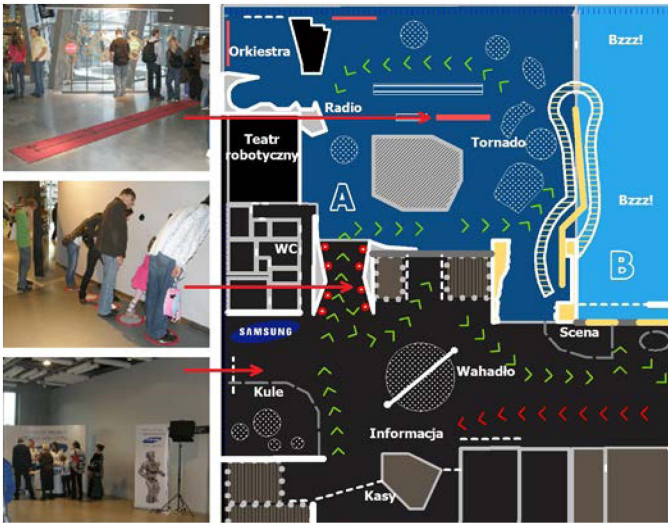 Orkiestra
Radio
Bzzz!
Teatr
robotyczny
Tornado
A
Bzzz!
WC
B
SAMSUNG
Scena
Wahadło
Kule
Informacja
Kasy